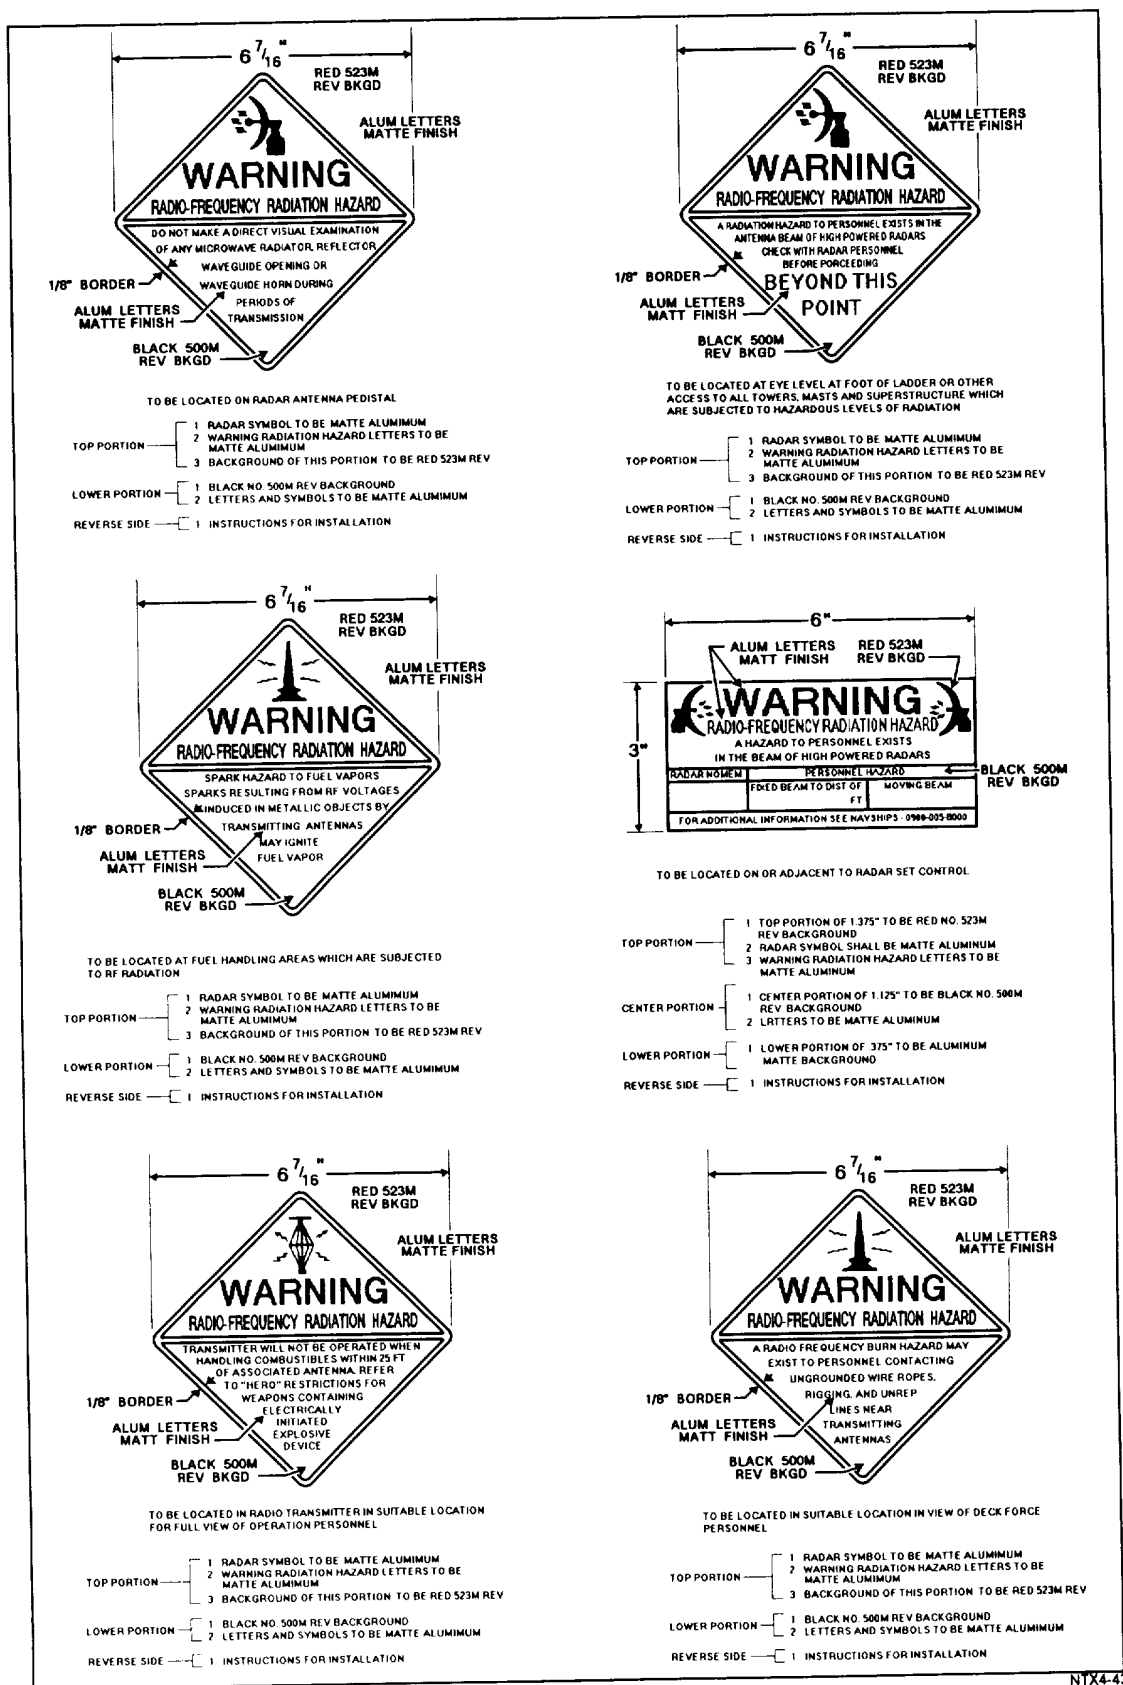 6 7/16"
RED 523M
REV BKGD
ALUM LETTERS
MATTE FINISH
WARNING
RADIO-FREQUENCY RADIATION HAZARD
DO NOT MAKE A DIRECT VISUAL EXAMINATION
OF ANY MICROWAVE RADIATOR, REFLECTOR
WAVEGUIDE OPENING OR
WAVEGUIDE HORN DURING
PERIODS OF
TRANSMISSION
1/8" BORDER
ALUM LETTERS
MATTE FINISH
BLACK 500M
REV BKGD
TO BE LOCATED ON RADAR ANTENNA PEDISTAL
TOP PORTION
1 RADAR SYMBOL TO BE MATTE ALUMIMUM
2 WARNING RADIATION HAZARD LETTERS TO BE
MATTE ALUMIMUM
3 BACKGROUND OF THIS PORTION TO BE RED 523M REV
LOWER PORTION
1 BLACK NO. 500M REV BACKGROUND
2 LETTERS AND SYMBOLS TO BE MATTE ALUMIMUM
REVERSE SIDE
1 INSTRUCTIONS FOR INSTALLATION
6 7/16"
RED 523M
REV BKGD
ALUM LETTERS
MATTE FINISH
WARNING
RADIO-FREQUENCY RADIATION HAZARD
A RADIATION HAZARD TO PERSONNEL EXISTS IN THE
ANTENNA BEAM OF HIGH POWERED RADARS
CHECK WITH RADAR PERSONNEL
BEFORE PORCEEDING
BEYOND THIS
POINT
1/8" BORDER
ALUM LETTERS
MATT FINISH
BLACK 500M
REV BKGD
TO BE LOCATED AT EYE LEVEL AT FOOT OF LADDER OR OTHER
ACCESS TO ALL TOWERS, MASTS AND SUPERSTRUCTURE WHICH
ARE SUBJECTED TO HAZARDOUS LEVELS OF RADIATION
TOP PORTION
1 RADAR SYMBOL TO BE MATTE ALUMIMUM
2 WARNING RADIATION HAZARD LETTERS TO BE
MATTE ALUMINUM
3 BACKGROUND OF THIS PORTION TO BE RED 523M REV
LOWER PORTION
1 BLACK NO. 500M REV BACKGROUND
2 LETTERS AND SYMBOLS TO BE MATTE ALUMIMUM
REVERSE SIDE
1 INSTRUCTIONS FOR INSTALLATION
6 7/16"
RED 523M
REV BKGD
ALUM LETTERS
MATTE FINISH
WARNING
RADIO-FREQUENCY RADIATION HAZARD
SPARK HAZARD TO FUEL VAPORS
SPARKS RESULTING FROM RF VOLTAGES
INDUCED IN METALLIC OBJECTS BY
TRANSMITTING ANTENNAS
MAY IGNITE
FUEL VAPOR
1/8" BORDER
ALUM LETTERS
MATT FINISH
BLACK 500M
REV BKGD
TO BE LOCATED AT FUEL HANDLING AREAS WHICH ARE SUBJECTED
TO RF RADIATION
TOP PORTION
1 RADAR SYMBOL TO BE MATTE ALUMIMUM
2 WARNING RADIATION HAZARD LETTERS TO BE
MATTE ALUMIMUM
3 BACKGROUND OF THIS PORTION TO BE RED 523M REV
LOWER PORTION
1 BLACK NO. 500M REV BACKGROUND
2 LETTERS AND SYMBOLS TO BE MATTE ALUMIMUM
REVERSE SIDE
1 INSTRUCTIONS FOR INSTALLATION
6"
ALUM LETTERS
MATT FINISH
RED 523M
REV BKGD
3"
WARNING
RADIO-FREQUENCY RADIATION HAZARD
A HAZARD TO PERSONNEL EXISTS
IN THE BEAM OF HIGH POWERED RADARS
RADAR NOMEM PERSONNEL HAZARD
FIXED BEAM TO DIST OF
FT
MOVING BEAM
FOR ADDITIONAL INFORMATION SEE NAVSHIPS - 0900-005-8000
BLACK 500M
REV BKGD
TO BE LOCATED ON OR ADJACENT TO RADAR SET CONTROL
TOP PORTION
1 TOP PORTION OF 1.375" TO BE RED NO. 523M
REV BACKGROUND
2 RADAR SYMBOL SHALL BE MATTE ALUMINUM
3 WARNING RADIATION HAZARD LETTERS TO BE
MATTE ALUMINUM
CENTER PORTION
1 CENTER PORTION OF 1.125" TO BE BLACK NO. 500M
REV BACKGROUND
2 LRTTERS TO BE MATTE ALUMINUM
LOWER PORTION
1 LOWER PORTION OF .375" TO BE ALUMINUM
MATTE BACKGROUND
REVERSE SIDE
1 INSTRUCTIONS FOR INSTALLATION
6 7/16"
RED 523M
REV BKGD
ALUM LETTERS
MATTE FINISH
WARNING
RADIO-FREQUENCY RADIATION HAZARD
TRANSMITTER WILL NOT BE OPERATED WHEN
HANDLING COMBUSTIBLES WITHIN 25 FT
OF ASSOCIATED ANTENNA. REFER
TO "HERO" RESTRICTIONS FOR
WEAPONS CONTAINING
ELECTRICALLY
INITIATED
EXPLOSIVE
DEVICE
1/8" BORDER
ALUM LETTERS
MATT FINISH
BLACK 500M
REV BKGD
TO BE LOCATED IN RADIO TRANSMITTER IN SUITABLE LOCATION
FOR FULL VIEW OF OPERATION PERSONNEL
TOP PORTION
1 RADAR SYMBOL TO BE MATTE ALUMIMUM
2 WARNING RADIATION HAZARD LETTERS TO BE
MATTE ALUMIMUM
3 BACKGROUND OF THIS PORTION TO BE RED 523M REV
LOWER PORTION
1 BLACK NO. 500M REV BACKGROUND
2 LETTERS AND SYMBOLS TO BE MATTE ALUMIMUM
REVERSE SIDE
1 INSTRUCTIONS FOR INSTALLATION
6 7/16"
RED 523M
REV BKGD
ALUM LETTERS
MATTE FINISH
WARNING
RADIO-FREQUENCY RADIATION HAZARD
A RADIO FREQUENCY BURN HAZARD MAY
EXIST TO PERSONNEL CONTACTING
UNGROUNDED WIRE ROPES,
RIGGING, AND UNREP
LINES NEAR
TRANSMITTING
ANTENNAS
1/8" BORDER
ALUM LETTERS
MATT FINISH
BLACK 500M
REV BKGD
TO BE LOCATED IN SUITABLE LOCATION IN VIEW OF DECK FORCE
PERSONNEL
TOP PORTION
1 RADAR SYMBOL TO BE MATTE ALUMIMUM
2 WARNING RADIATION HAZARD LETTERS TO BE
MATTE ALUMIMUM
3 BACKGROUND OF THIS PORTION TO BE RED 523M REV
LOWER PORTION
1 BLACK NO. 500M REV BACKGROUND
2 LETTERS AND SYMBOLS TO BE MATTE ALUMIMUM
REVERSE SIDE
1 INSTRUCTIONS FOR INSTALLATION